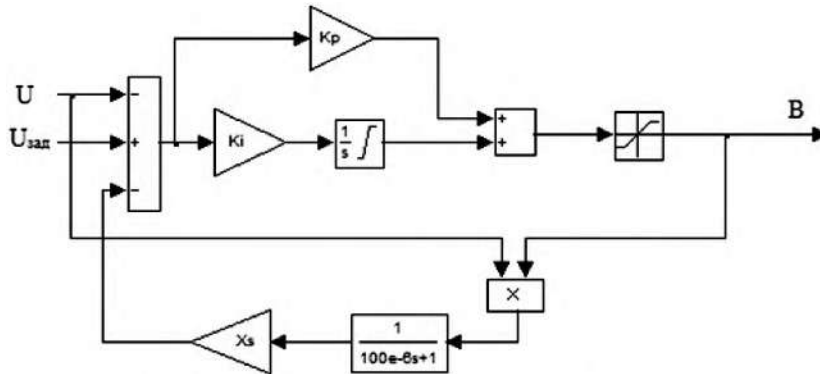 Kp
U
−
Uзад
+
Ki
1
s
+
+
B
−
X
Xs
1
100e-6s+1